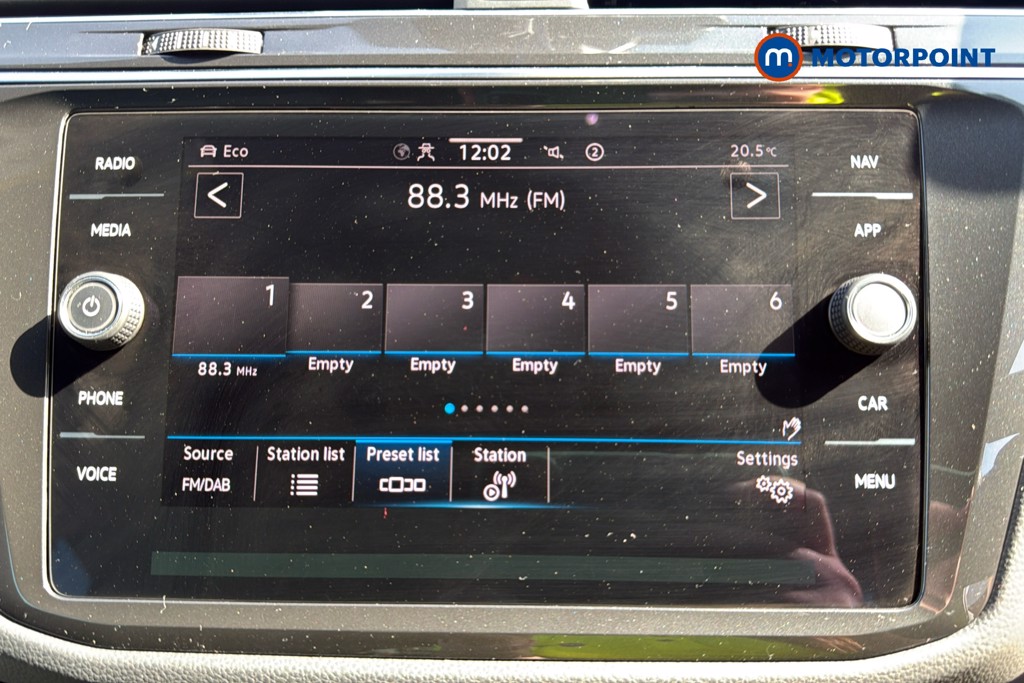 m MOTORPOINT
RADIO
MEDIA
PHONE
VOICE
Eco 12:02 2 20.5°C
< 88.3 MHz (FM) >
1 2 3 4 5 6
88.3 MHz Empty Empty Empty Empty Empty
Source Station list Preset list Station Settings
FM/DAB
NAV
APP
CAR
MENU